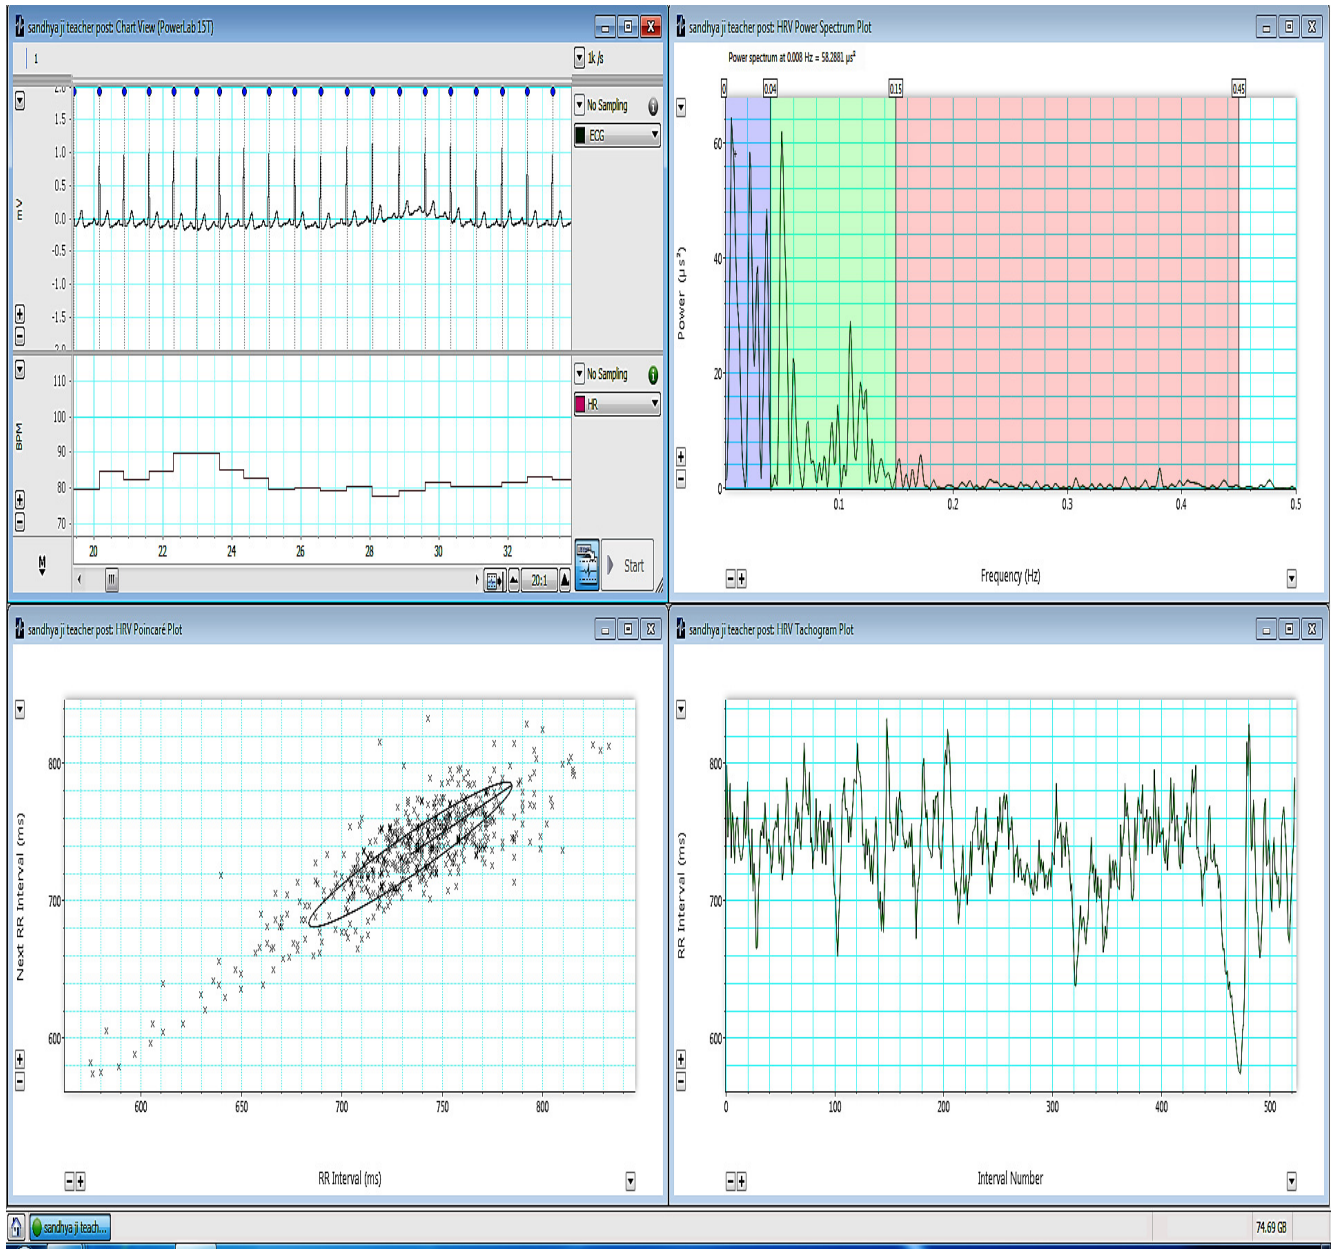 sandhya ji teacher post: Chart View (PowerLab 15T)
1
1k /s
2.0
1.5
1.0
0.5
0.0
-0.5
-1.0
-1.5
2.0
mV
No Sampling
ECG
110
100
90
80
70
BPM
No Sampling
HR
20
22
24
26
28
30
32
M
20:1
Start
sandhya ji teacher post: HRV Power Spectrum Plot
Power spectrum at 0.008 Hz = 58.2881 µs²
0
0.04
0.15
0.45
60
40
20
0
Power (µs²)
0.1
0.2
0.3
0.4
0.5
Frequency (Hz)
sandhya ji teacher post: HRV Poincaré Plot
800
700
600
Next RR Interval (ms)
600
650
700
750
800
RR Interval (ms)
sandhya ji teacher post: HRV Tachogram Plot
800
700
600
RR Interval (ms)
0
100
200
300
400
500
Interval Number
sandhya ji teach...
74.69 GB